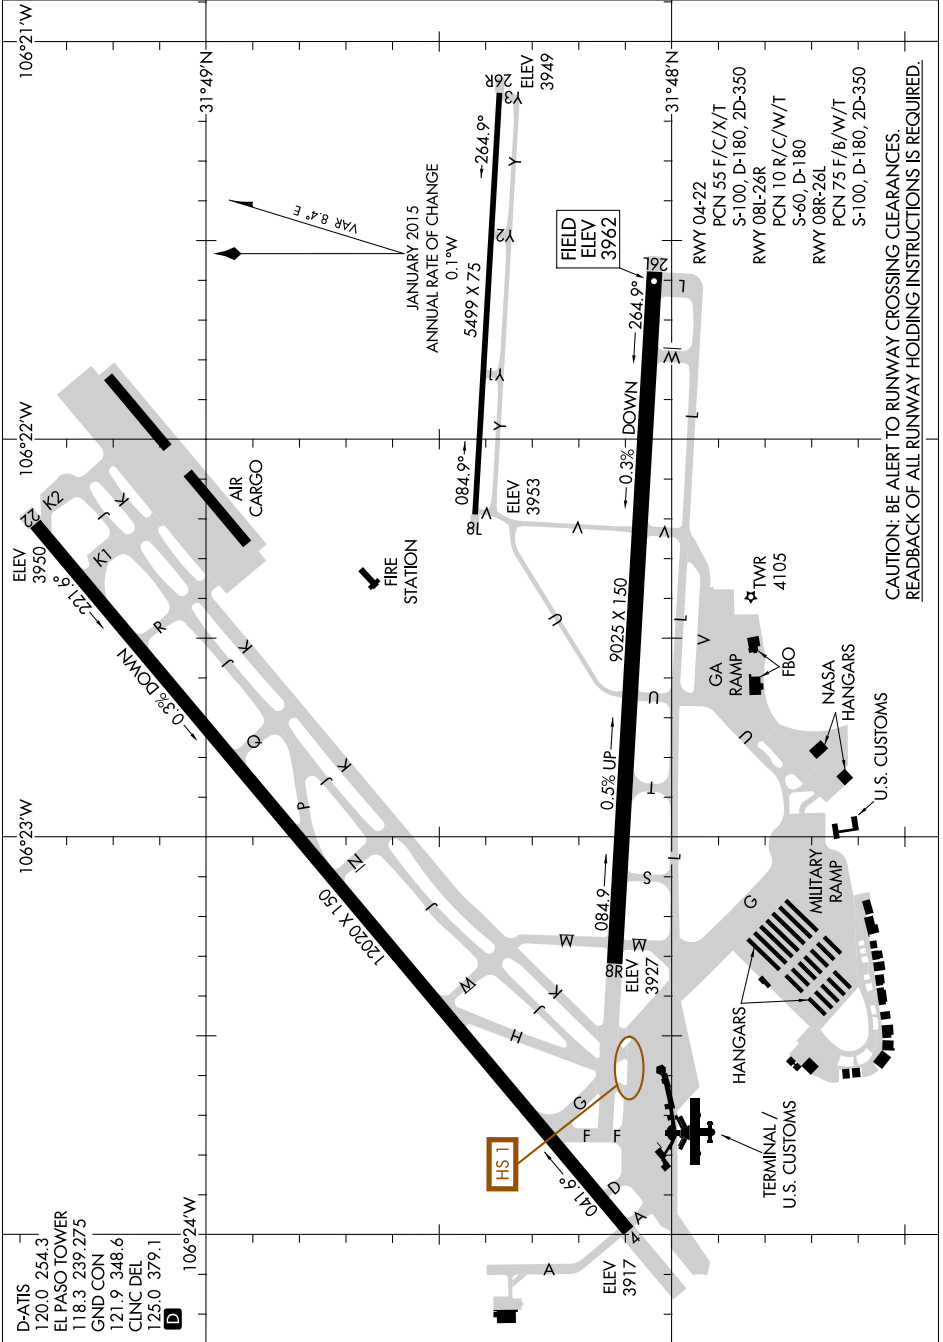 D-ATIS
120.0 254.3
EL PASO TOWER
118.3 239.275
GND CON
121.9 348.6
CLNC DEL
125.0 379.1
D
106°24'W
106°23'W
106°22'W
106°21'W
31°49'N
31°48'N
JANUARY 2015
ANNUAL RATE OF CHANGE
0.1°W
VAR 8.4° E
ELEV
3950
22
221.6°
0.3% DOWN
12020 X 150
041.6°
4
ELEV
3917
K2
K1
J
K
R
J
K
Q
P
J
K
N
J
W
H
J
K
G
F
F
D
A
A
HS 1
AIR
CARGO
FIRE
STATION
8L
084.9°
5499 X 75
264.9°
26R
ELEV
3949
ELEV
3953
Y
Y1
Y2
Y
Y3
V
V
V
V
U
U
U
FIELD
ELEV
3962
26L
264.9°
0.3% DOWN
9025 X 150
0.5% UP
084.9
8R
ELEV
3927
M
M
S
T
L
L
L
L
W
G
GA
RAMP
FBO
TWR
4105
NASA
HANGARS
U.S. CUSTOMS
MILITARY
RAMP
HANGARS
TERMINAL /
U.S. CUSTOMS
RWY 04-22
PCN 55 F/C/X/T
S-100, D-180, 2D-350
RWY 08L-26R
PCN 10 R/C/W/T
S-60, D-180
RWY 08R-26L
PCN 75 F/B/W/T
S-100, D-180, 2D-350
CAUTION: BE ALERT TO RUNWAY CROSSING CLEARANCES.
READBACK OF ALL RUNWAY HOLDING INSTRUCTIONS IS REQUIRED.